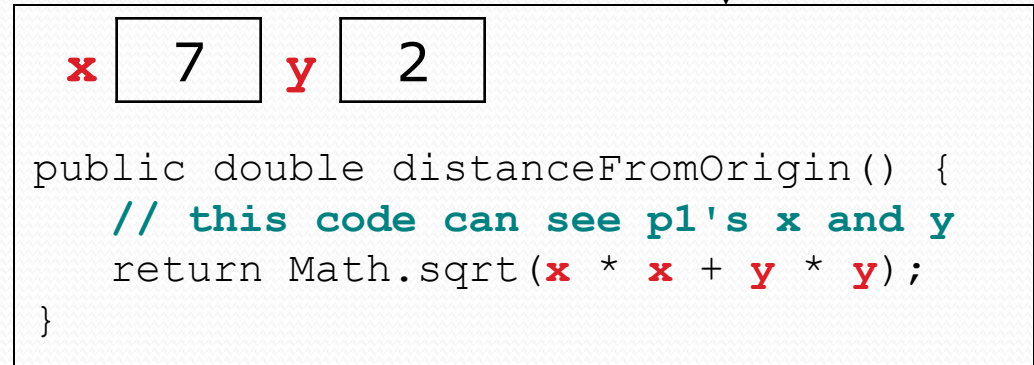 x 7 y 2
public double distanceFromOrigin() {
// this code can see p1's x and y
return Math.sqrt(x * x + y * y);
}